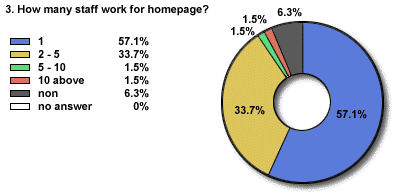 3. How many staff work for homepage?
1 57.1%
2 - 5 33.7%
5 - 10 1.5%
10 above 1.5%
non 6.3%
no answer 0%
6.3%
1.5%
1.5%
33.7%
57.1%